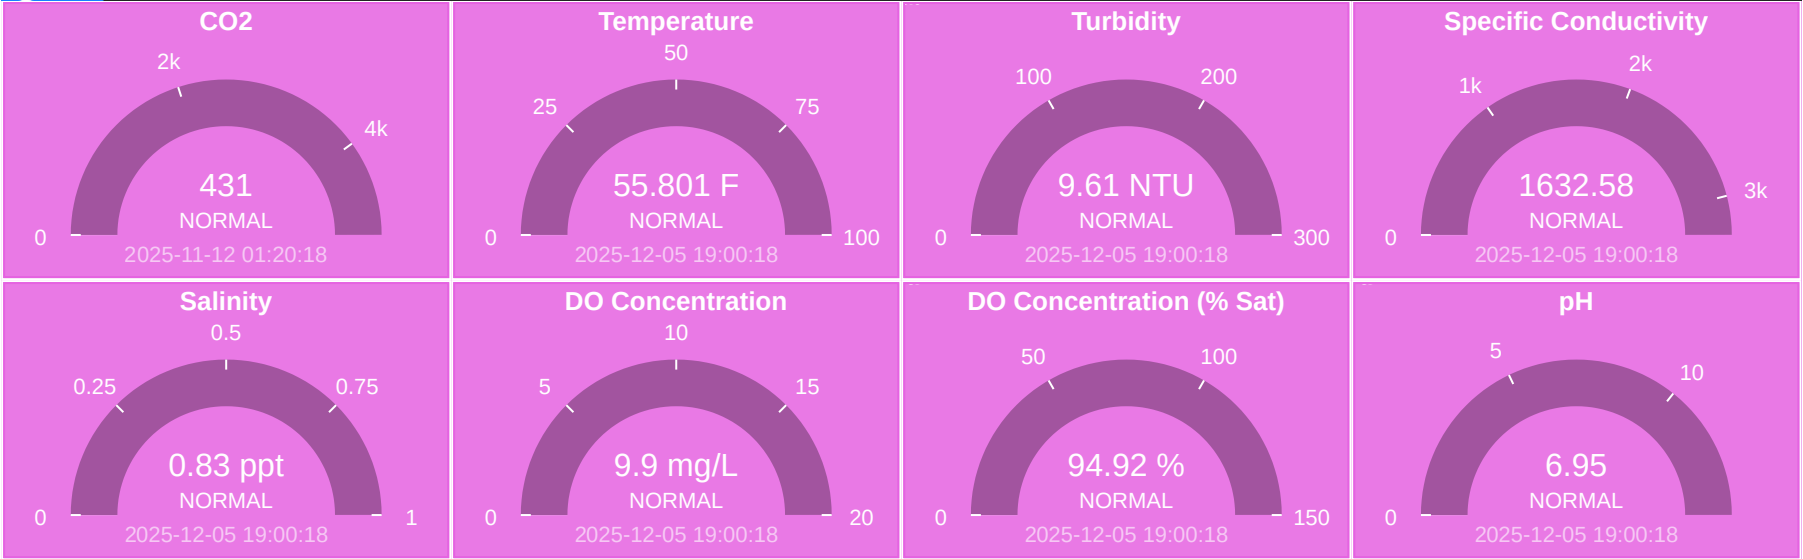 CO2
2k
4k
0
431
NORMAL
2025-11-12 01:20:18
Temperature
50
25
75
0
100
55.801 F
NORMAL
2025-12-05 19:00:18
Turbidity
100
200
0
300
9.61 NTU
NORMAL
2025-12-05 19:00:18
Specific Conductivity
2k
1k
3k
0
1632.58
NORMAL
2025-12-05 19:00:18
Salinity
0.5
0.25
0.75
0
1
0.83 ppt
NORMAL
2025-12-05 19:00:18
DO Concentration
10
5
15
0
20
9.9 mg/L
NORMAL
2025-12-05 19:00:18
DO Concentration (% Sat)
50
100
0
150
94.92 %
NORMAL
2025-12-05 19:00:18
pH
5
10
0
6.95
NORMAL
2025-12-05 19:00:18